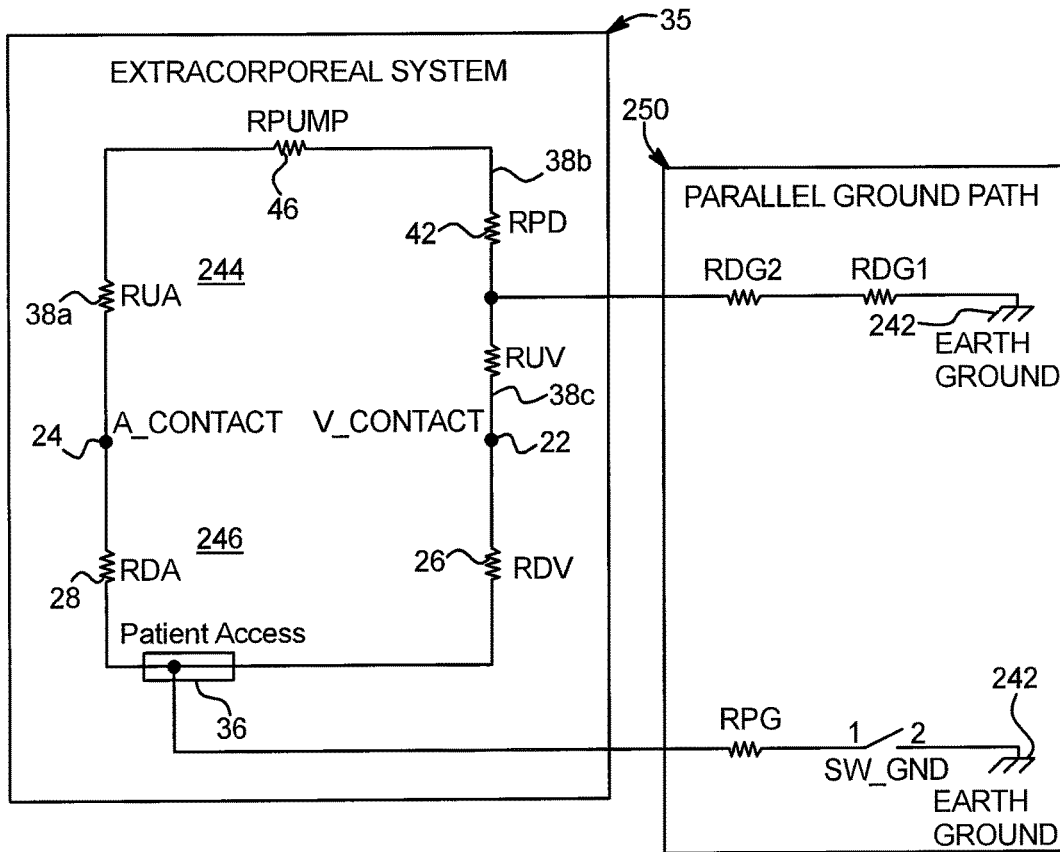 35
EXTRACORPOREAL SYSTEM
RPUMP
46
38b
42
RPD
244
RUA
38a
RUV
38c
24
A_CONTACT
V_CONTACT
22
246
RDA
28
26
RDV
Patient Access
36
250
PARALLEL GROUND PATH
RDG2
RDG1
242
EARTH
GROUND
RPG
1
2
SW_GND
242
EARTH
GROUND